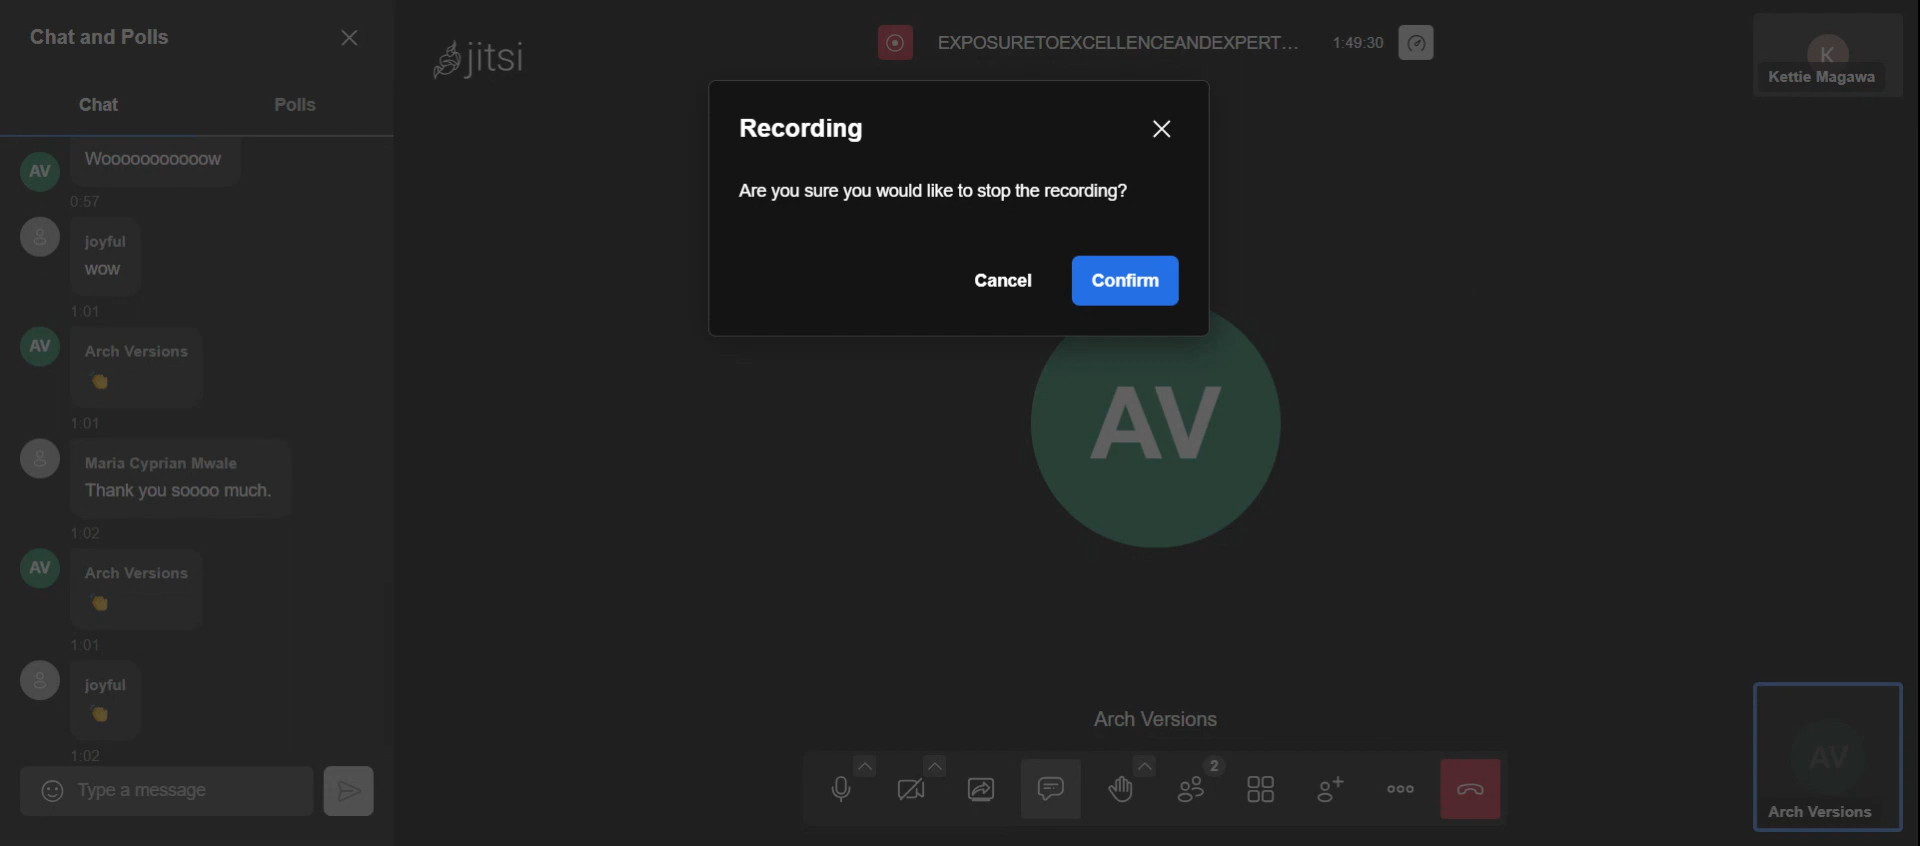 Chat and Polls
Chat
Polls
AV
Wooooooooooow
0:57
joyful
wow
1:01
AV
Arch Versions
👏
1:01
Maria Cyprian Mwale
Thank you soooo much.
1:02
AV
Arch Versions
👏
1:01
joyful
👏
1:02
Type a message
jitsi
EXPOSURETOEXCELLENCEANDEXPERT...
1:49:30
Recording
Are you sure you would like to stop the recording?
Cancel
Confirm
AV
Arch Versions
2
K
Kettie Magawa
AV
Arch Versions